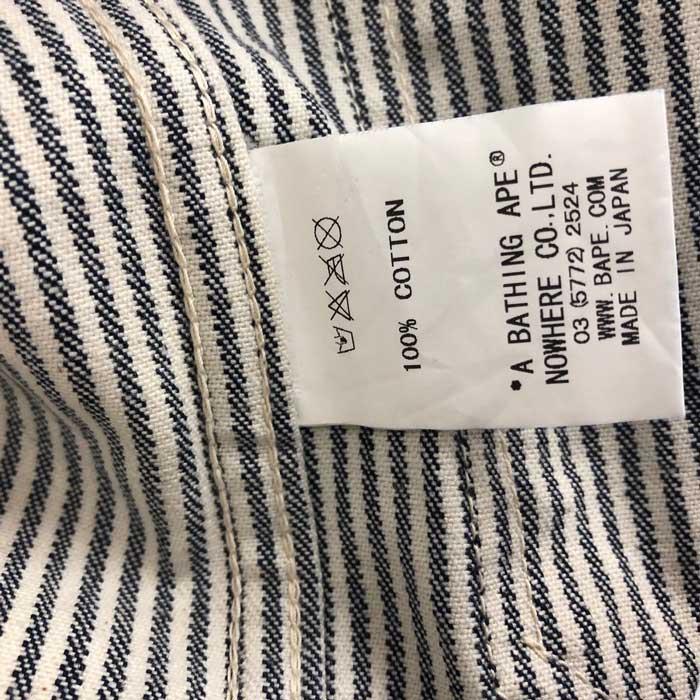 100% COTTON
*A BATHING APE®
NOWHERE CO.,LTD.
03 (5772) 2524
WWW. BAPE. COM
MADE IN JAPAN